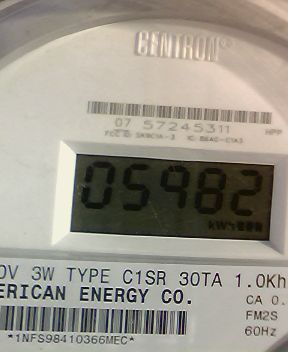 CENTRON®
07 57245311
HPP
05982
kWh
0V 3W TYPE C1SR 30TA 1.0Kh
ERICAN ENERGY CO.
CA 0.
FM2S
60Hz
*1NFS98410366MEC*